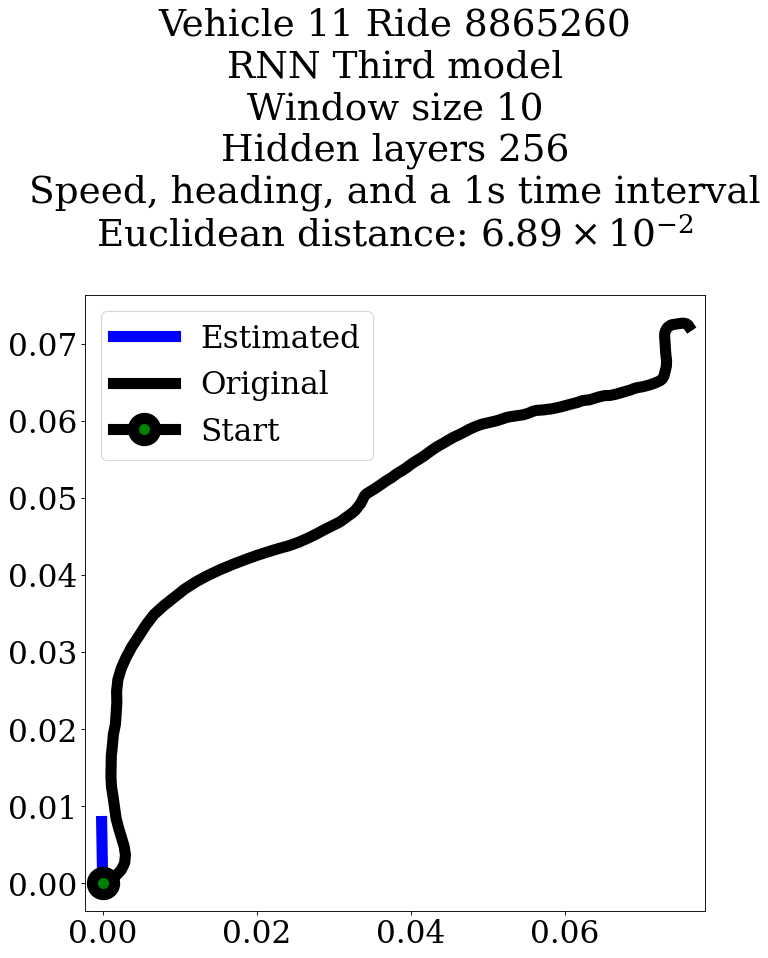 Vehicle 11 Ride 8865260
RNN Third model
Window size 10
Hidden layers 256
Speed, heading, and a 1s time interval
Euclidean distance: 6.89 × 10⁻²
Estimated
Original
Start
0.07
0.06
0.05
0.04
0.03
0.02
0.01
0.00
0.00 0.02 0.04 0.06